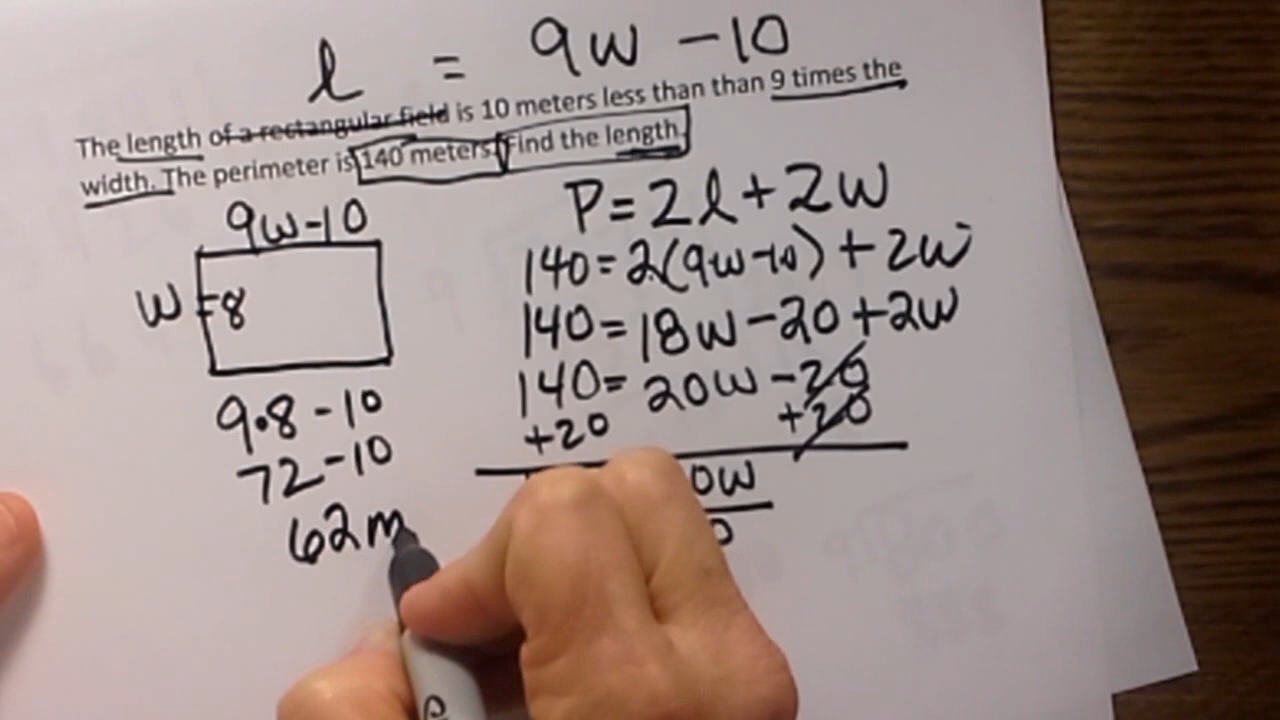 l = 9w - 10
The length of a rectangular field is 10 meters less than than 9 times the
width. The perimeter is 140 meters. Find the length.
9w-10
w = 8
9·8 - 10
72 - 10
62m
P = 2l + 2w
140 = 2(9w-10) + 2w
140 = 18w - 20 + 2w
140 = 20w - 20
+20 +20
0w